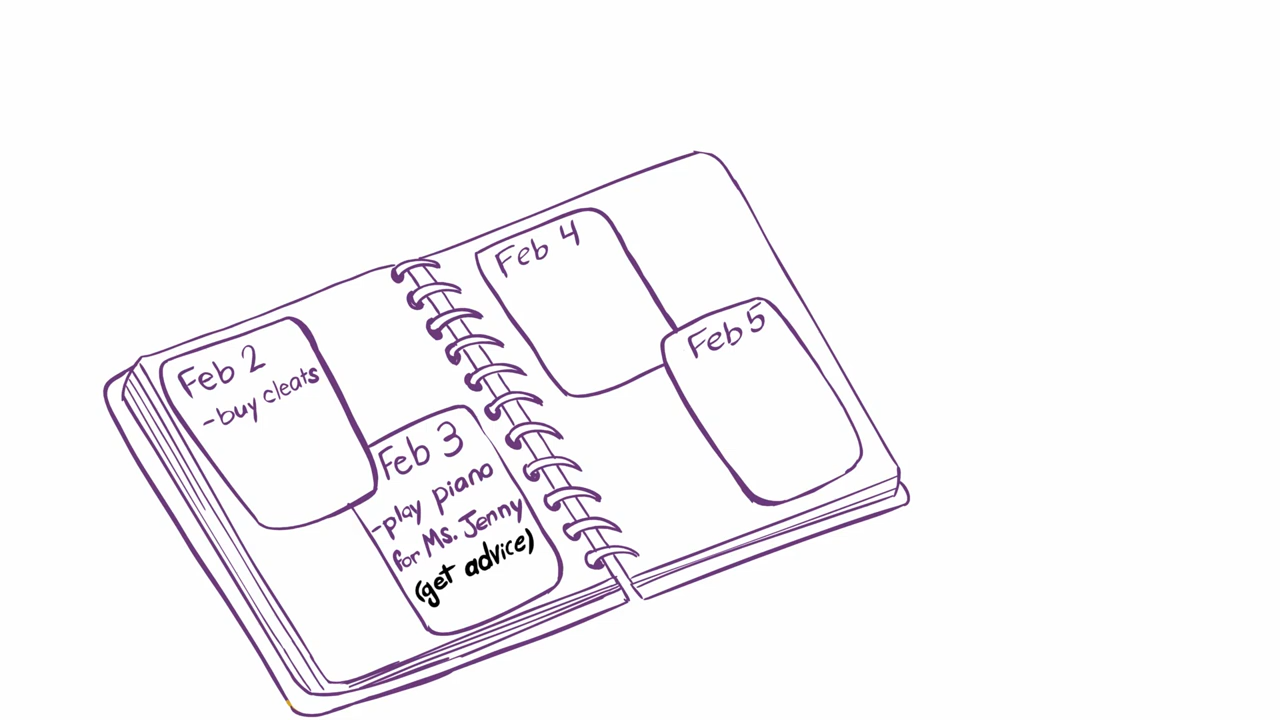 Feb 2
-buy cleats
Feb 3
-play piano
for Ms. Jenny
(get advice)
Feb 4
Feb 5